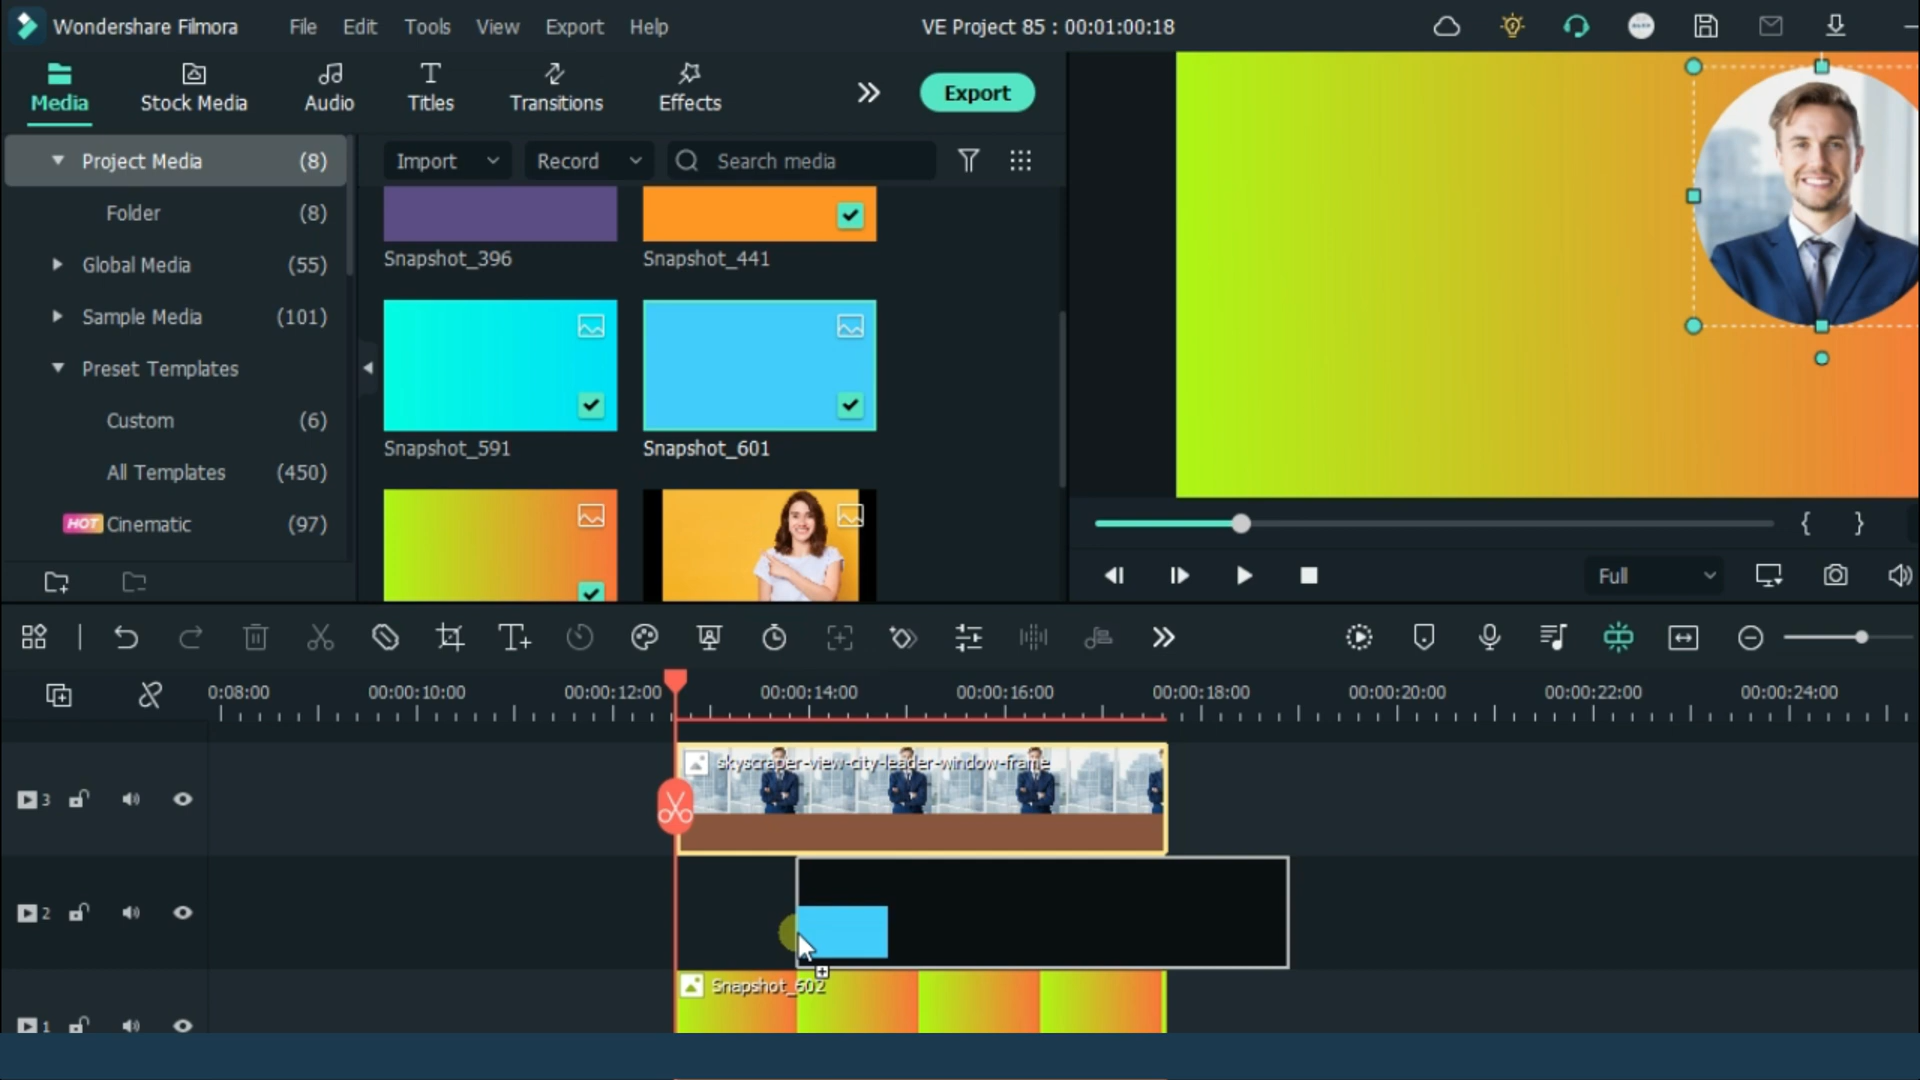 Wondershare Filmora File Edit Tools View Export Help VE Project 85 : 00:01:00:18
Media Stock Media Audio Titles Transitions Effects Export
Project Media (8)
Folder (8)
Global Media (55)
Sample Media (101)
Preset Templates
Custom (6)
All Templates (450)
HOT Cinematic (97)
Import Record Search media
Snapshot_396 Snapshot_441
Snapshot_591 Snapshot_601
Full
0:08:00 00:00:10:00 00:00:12:00 00:00:14:00 00:00:16:00 00:00:18:00 00:00:20:00 00:00:22:00 00:00:24:00
skyscraper-view-city-leader-window-frame
3
2
Snapshot_602
1